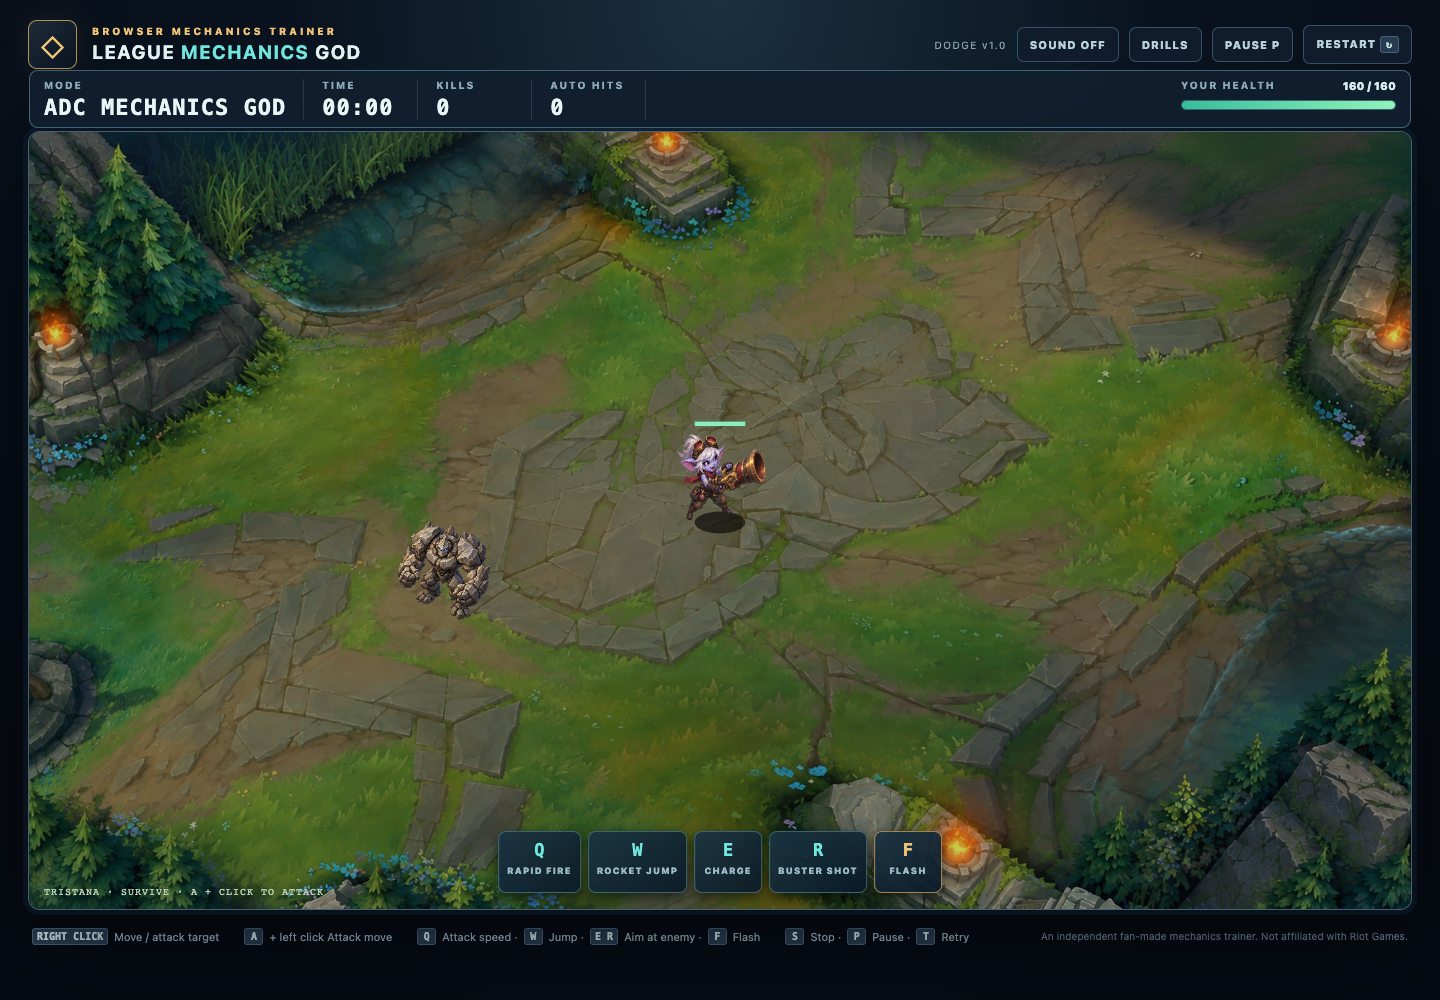 BROWSER MECHANICS TRAINER
LEAGUE MECHANICS GOD
DODGE v1.0
SOUND OFF
DRILLS
PAUSE P
RESTART ↻
MODE
ADC MECHANICS GOD
TIME
00:00
KILLS
0
AUTO HITS
0
YOUR HEALTH
160 / 160
Q
RAPID FIRE
W
ROCKET JUMP
E
CHARGE
R
BUSTER SHOT
F
FLASH
TRISTANA · SURVIVE · A + CLICK TO ATTACK
RIGHT CLICK Move / attack target
A + left click Attack move
Q Attack speed · W Jump · E R Aim at enemy · F Flash
S Stop · P Pause · T Retry
An independent fan-made mechanics trainer. Not affiliated with Riot Games.